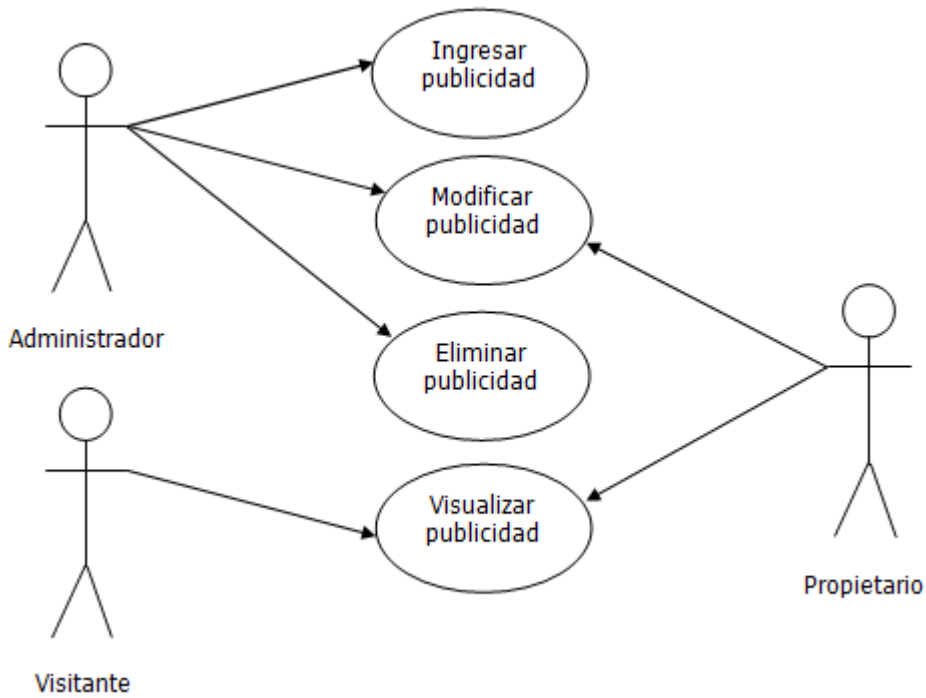 Ingresar
publicidad
Modificar
publicidad
Administrador
Eliminar
publicidad
Visualizar
publicidad
Propietario
Visitante